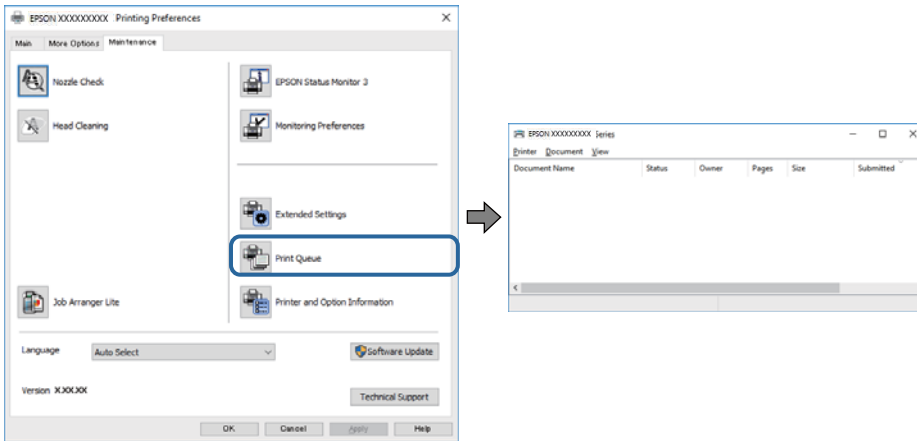 EPSON XXXXXXXXX Printing Preferences
Main More Options Maintenance
Nozzle Check
EPSON Status Monitor 3
Head Cleaning
Monitoring Preferences
Extended Settings
Print Queue
Job Arranger Lite
Printer and Option Information
Language Auto Select Software Update
Version X.XX.XX
Technical Support
OK Cancel Apply Help
EPSON XXXXXXXXX Series
Printer Document View
Document Name Status Owner Pages Size Submitted